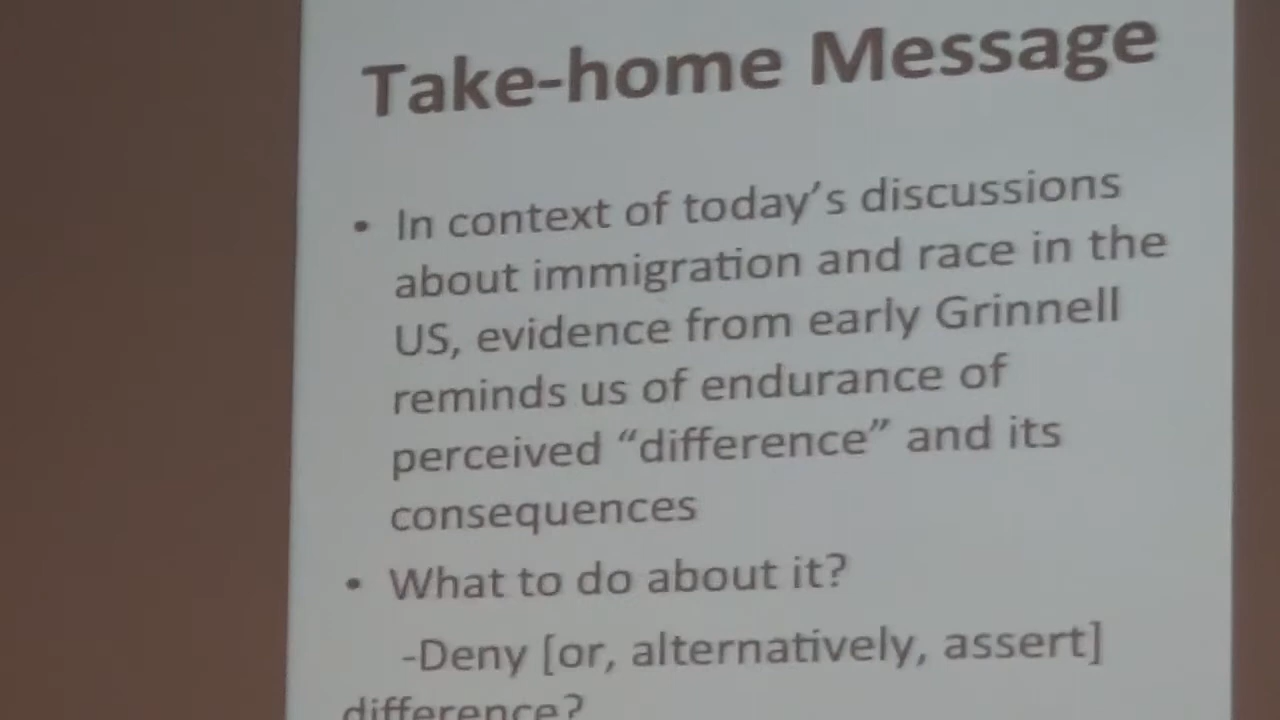 Take-home Message
• In context of today's discussions
about immigration and race in the
US, evidence from early Grinnell
reminds us of endurance of
perceived “difference” and its
consequences
• What to do about it?
-Deny [or, alternatively, assert]
difference?